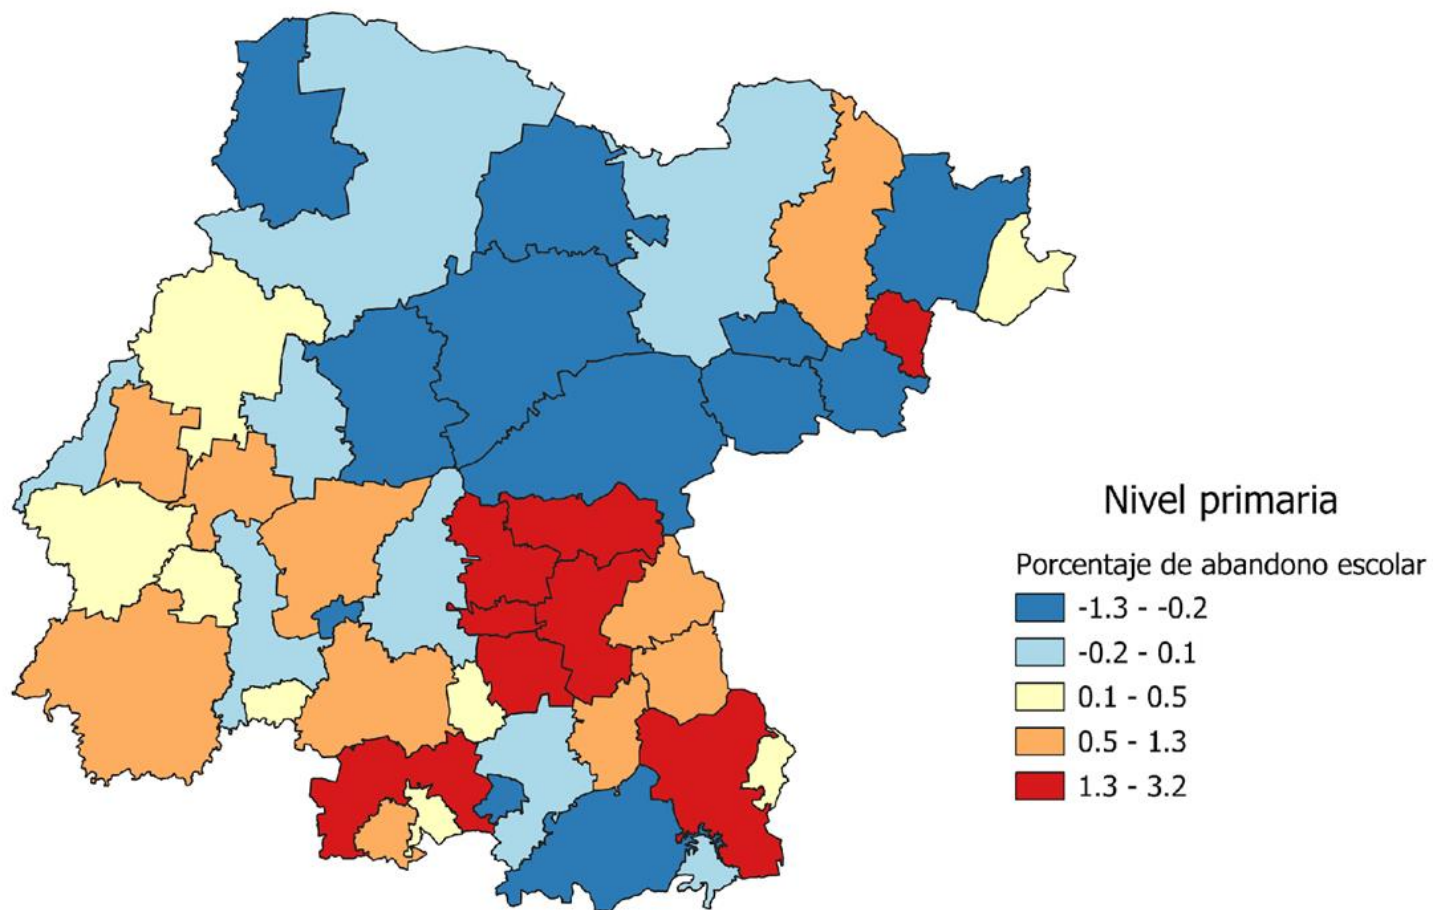 Nivel primaria
Porcentaje de abandono escolar
-1.3 - -0.2
-0.2 - 0.1
0.1 - 0.5
0.5 - 1.3
1.3 - 3.2